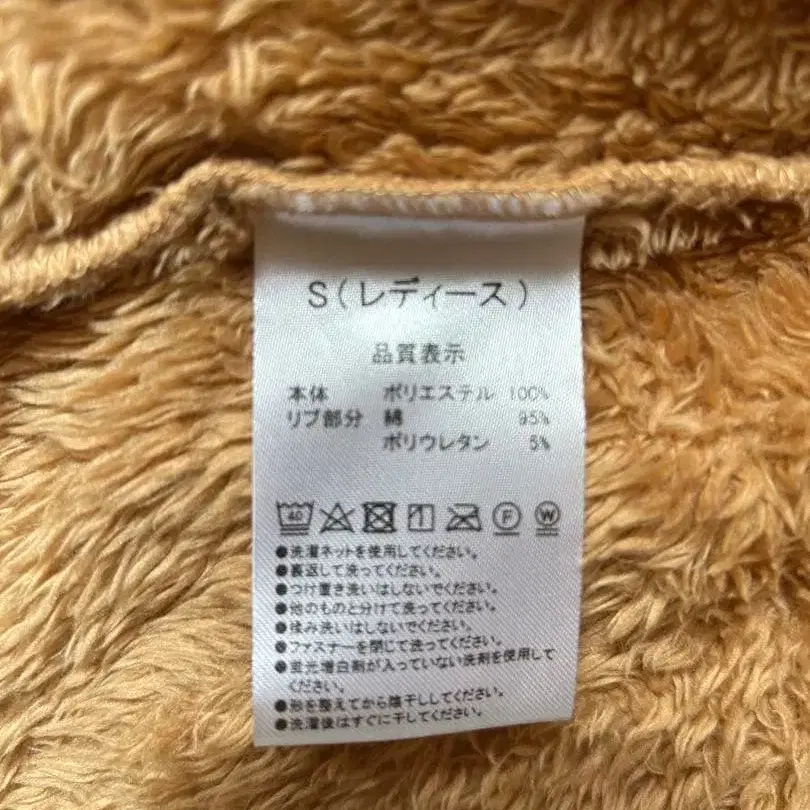 S(レディース)
品質表示
本体 ポリエステル 100%
リブ部分 綿 95%
ポリウレタン 5%
40 F W
●洗濯ネットを使用してください。
●裏返して洗ってください。
●つけ置き洗いはしないでください。
●他のものと分けて洗ってください。
●揉み洗いはしないでください。
●ファスナーを閉じて洗ってください。
●蛍光増白剤が入っていない洗剤を使用して
ください。
●形を整えてから陰干ししてください。
●洗濯後はすぐに干してください。